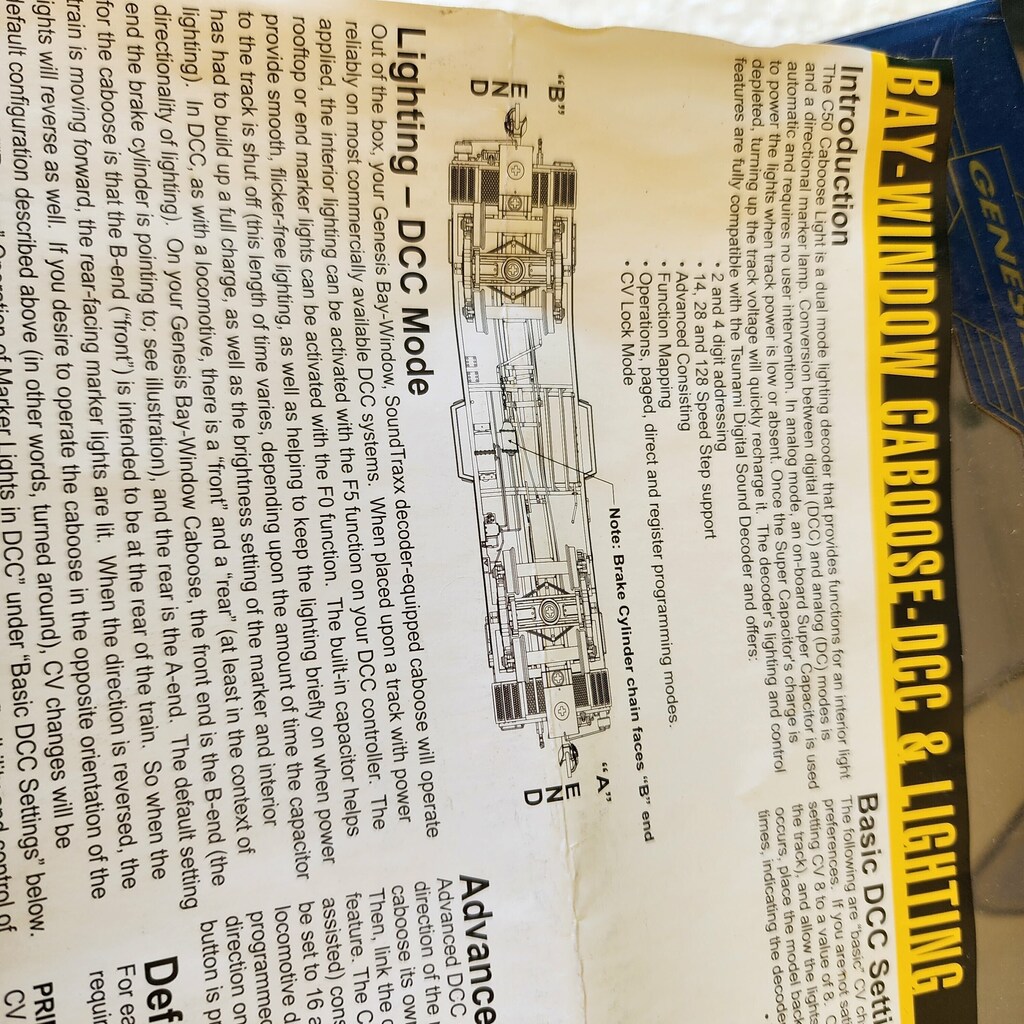 GENESI
BAY-WINDOW CABOOSE-DCC & LIGHTING
Introduction
The C50 Caboose Light is a dual mode lighting decoder that provides functions for an interior light
and a directional marker lamp. Conversion between digital (DCC) and analog (DC) modes is
automatic and requires no user intervention. In analog mode, an on-board Super Capacitor is used
to power the lights when track power is low or absent. Once the Super Capacitor's charge is
depleted, turning up the track voltage will quickly recharge it. The decoder's lighting and control
features are fully compatible with the Tsunami Digital Sound Decoder and offers:
• 2 and 4 digit addressing
• 14, 28 and 128 Speed Step support
• Advanced Consisting
• Function Mapping
• Operations, paged, direct and register programming modes.
• CV Lock Mode
Note: Brake Cylinder chain faces "B" end
"B"
END
"A"
END
Lighting – DCC Mode
Out of the box, your Genesis Bay-Window, SoundTraxx decoder-equipped caboose will operate
reliably on most commercially available DCC systems. When placed upon a track with power
applied, the interior lighting can be activated with the F5 function on your DCC controller. The
rooftop or end marker lights can be activated with the F0 function. The built-in capacitor helps
provide smooth, flicker-free lighting, as well as helping to keep the lighting briefly on when power
to the track is shut off (this length of time varies, depending upon the amount of time the capacitor
has had to build up a full charge, as well as the brightness setting of the marker and interior
lighting). In DCC, as with a locomotive, there is a "front" and a "rear" (at least in the context of
directionality of lighting). On your Genesis Bay-Window Caboose, the front end is the B-end (the
end the brake cylinder is pointing to; see illustration), and the rear is the A-end. The default setting
for the caboose is that the B-end ("front") is intended to be at the rear of the train. So when the
train is moving forward, the rear-facing marker lights are lit. When the direction is reversed, the
ights will reverse as well. If you desire to operate the caboose in the opposite orientation of the
default configuration described above (in other words, turned around), CV changes will be
" Operation of Marker Lights in DCC" under "Basic DCC Settings" below.
and control of
Basic DCC Setti
The following are "basic" CV ch
preferences. If you are not sati
setting CV 8 to a value of 8. C
the track), and allow the lights
occurs, place the model back
times, indicating the decode
Advance
Advanced DCC
direction of the
caboose its own
Then, link the c
feature. The C
assisted) cons
be set to 16 a
locomotive d
programmed
direction on
button is pr
Def
For ea
requir
PRI
CV